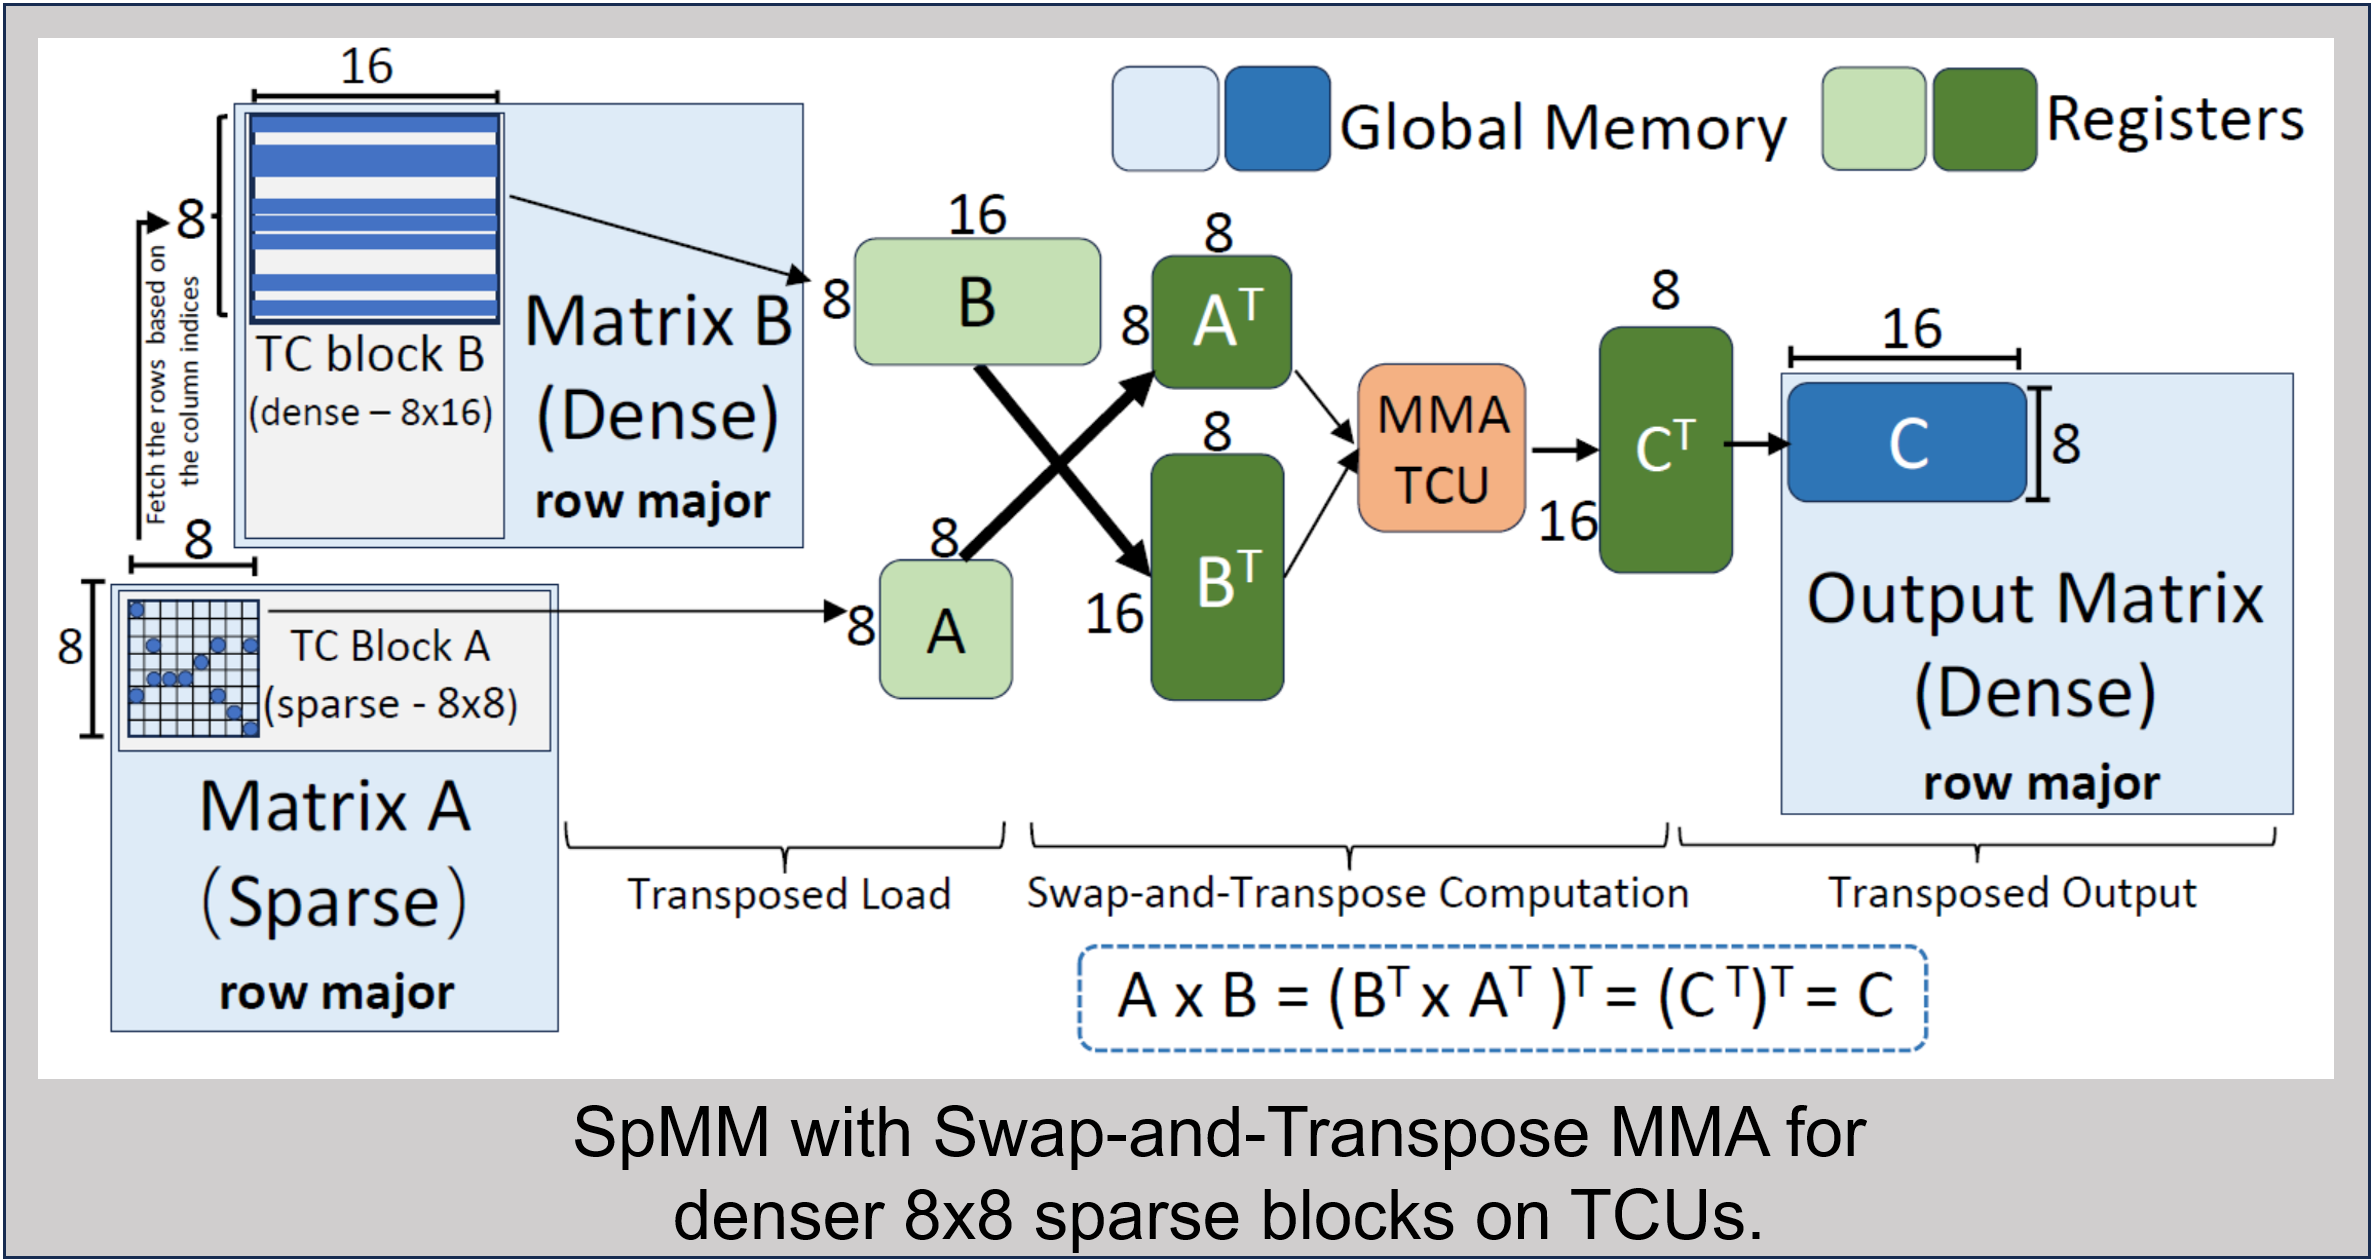 16
Global Memory
Registers
8
Fetch the rows based on
the column indices
TC block B
(dense – 8x16)
Matrix B
(Dense)
row major
16
8
B
8
8
A^T
8
16
B^T
8
8
A
MMA
TCU
8
16
C^T
16
C
8
Output Matrix
(Dense)
row major
8
8
TC Block A
(sparse - 8x8)
Matrix A
(Sparse)
row major
Transposed Load
Swap-and-Transpose Computation
Transposed Output
A x B = (B^T x A^T )^T = (C^T)^T = C
SpMM with Swap-and-Transpose MMA for
denser 8x8 sparse blocks on TCUs.